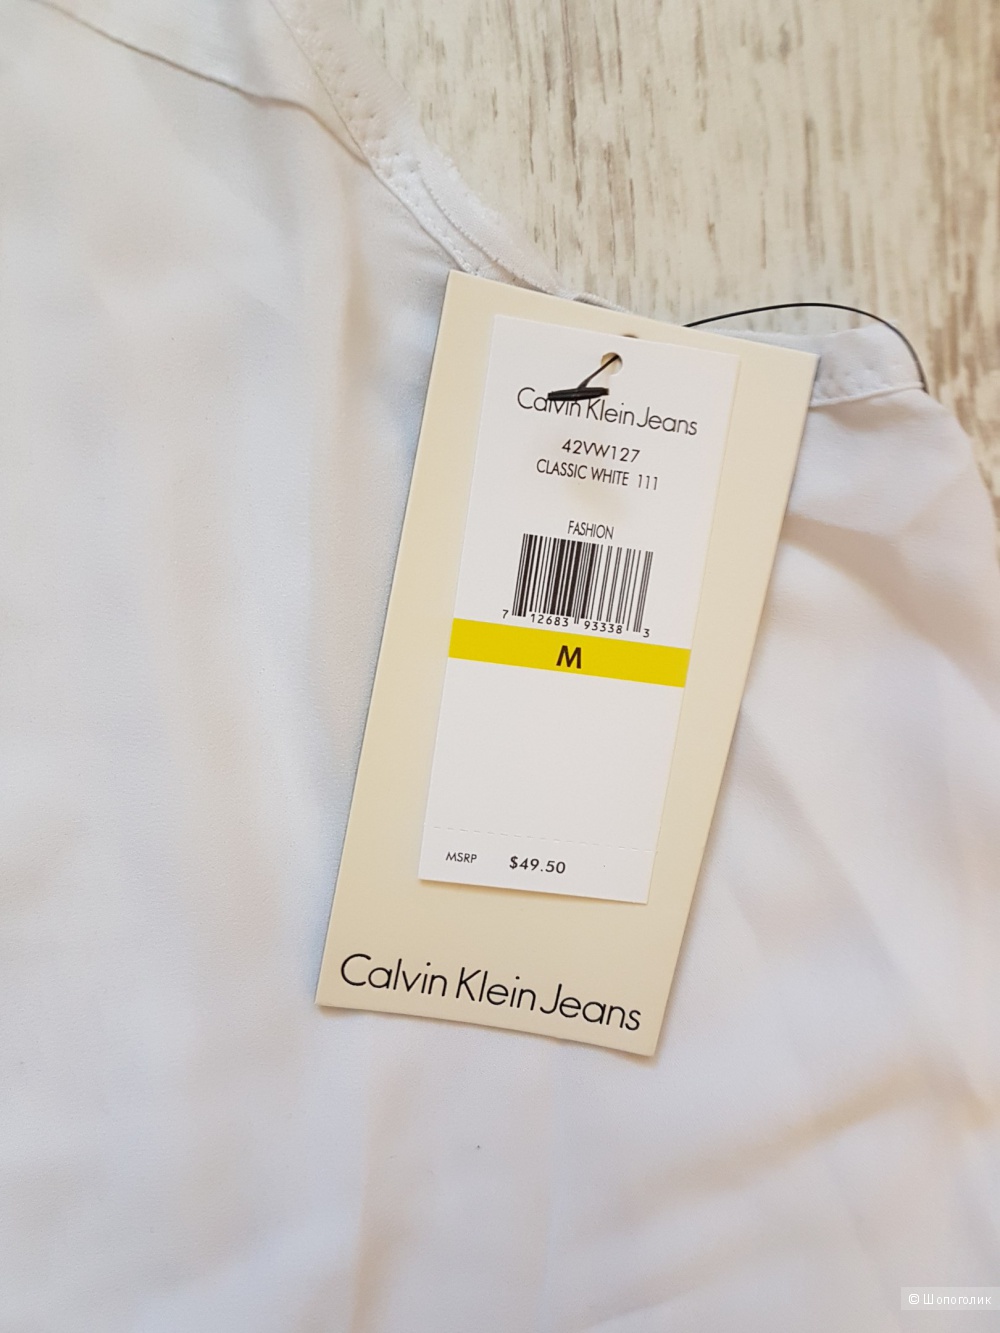 Calvin Klein Jeans
42VW127
CLASSIC WHITE 111
FASHION
7 12683 93338 3
M
MSRP $49.50
Calvin Klein Jeans
© Шопоголик